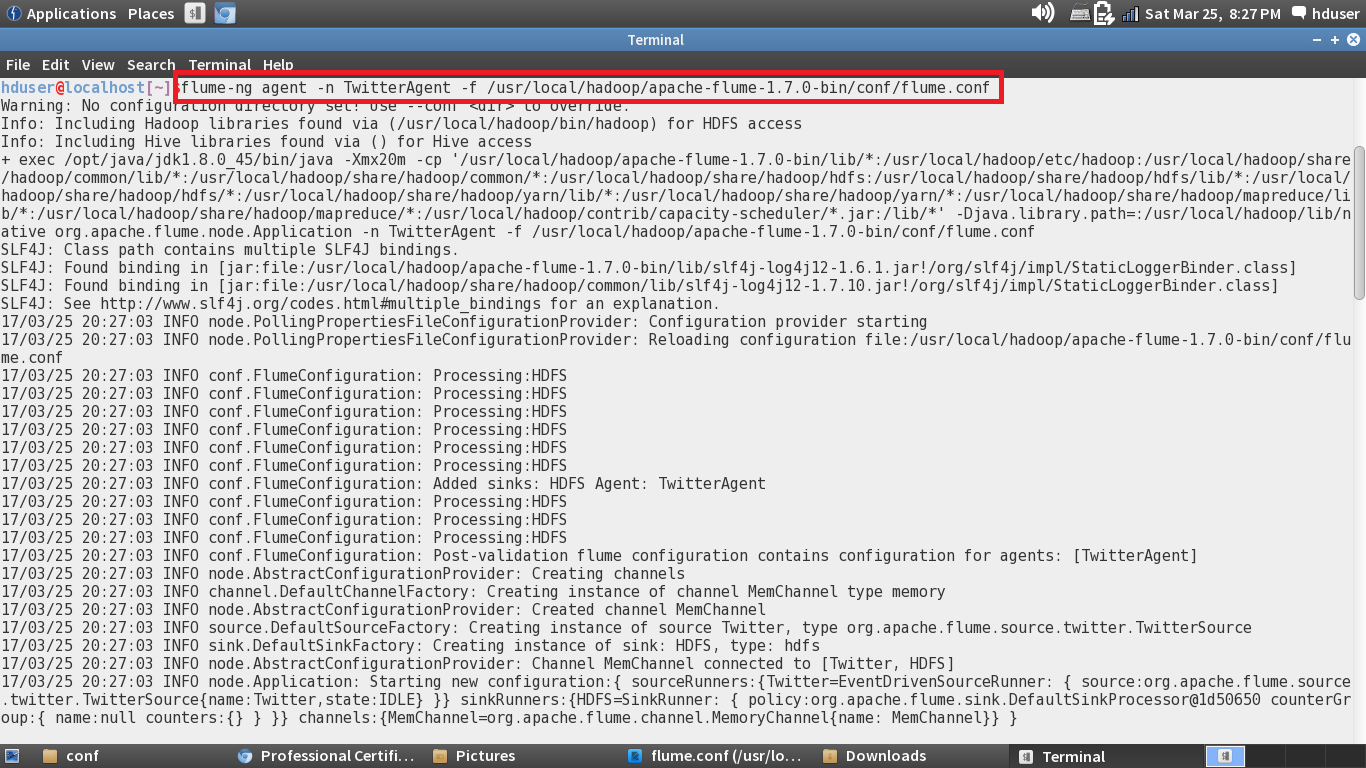 Applications Places Sat Mar 25, 8:27 PM hduser
Terminal
File Edit View Search Terminal Help
hduser@localhost[~]$flume-ng agent -n TwitterAgent -f /usr/local/hadoop/apache-flume-1.7.0-bin/conf/flume.conf
Warning: No configuration directory set! Use --conf <dir> to override.
Info: Including Hadoop libraries found via (/usr/local/hadoop/bin/hadoop) for HDFS access
Info: Including Hive libraries found via () for Hive access
+ exec /opt/java/jdk1.8.0_45/bin/java -Xmx20m -cp '/usr/local/hadoop/apache-flume-1.7.0-bin/lib/*:/usr/local/hadoop/etc/hadoop:/usr/local/hadoop/share
/hadoop/common/lib/*:/usr/local/hadoop/share/hadoop/common/*:/usr/local/hadoop/share/hadoop/hdfs:/usr/local/hadoop/share/hadoop/hdfs/lib/*:/usr/local/
hadoop/share/hadoop/hdfs/*:/usr/local/hadoop/share/hadoop/yarn/lib/*:/usr/local/hadoop/share/hadoop/yarn/*:/usr/local/hadoop/share/hadoop/mapreduce/li
b/*:/usr/local/hadoop/share/hadoop/mapreduce/*:/usr/local/hadoop/contrib/capacity-scheduler/*.jar:/lib/*' -Djava.library.path=:/usr/local/hadoop/lib/n
ative org.apache.flume.node.Application -n TwitterAgent -f /usr/local/hadoop/apache-flume-1.7.0-bin/conf/flume.conf
SLF4J: Class path contains multiple SLF4J bindings.
SLF4J: Found binding in [jar:file:/usr/local/hadoop/apache-flume-1.7.0-bin/lib/slf4j-log4j12-1.6.1.jar!/org/slf4j/impl/StaticLoggerBinder.class]
SLF4J: Found binding in [jar:file:/usr/local/hadoop/share/hadoop/common/lib/slf4j-log4j12-1.7.10.jar!/org/slf4j/impl/StaticLoggerBinder.class]
SLF4J: See http://www.slf4j.org/codes.html#multiple_bindings for an explanation.
17/03/25 20:27:03 INFO node.PollingPropertiesFileConfigurationProvider: Configuration provider starting
17/03/25 20:27:03 INFO node.PollingPropertiesFileConfigurationProvider: Reloading configuration file:/usr/local/hadoop/apache-flume-1.7.0-bin/conf/flu
me.conf
17/03/25 20:27:03 INFO conf.FlumeConfiguration: Processing:HDFS
17/03/25 20:27:03 INFO conf.FlumeConfiguration: Processing:HDFS
17/03/25 20:27:03 INFO conf.FlumeConfiguration: Processing:HDFS
17/03/25 20:27:03 INFO conf.FlumeConfiguration: Processing:HDFS
17/03/25 20:27:03 INFO conf.FlumeConfiguration: Processing:HDFS
17/03/25 20:27:03 INFO conf.FlumeConfiguration: Processing:HDFS
17/03/25 20:27:03 INFO conf.FlumeConfiguration: Added sinks: HDFS Agent: TwitterAgent
17/03/25 20:27:03 INFO conf.FlumeConfiguration: Processing:HDFS
17/03/25 20:27:03 INFO conf.FlumeConfiguration: Processing:HDFS
17/03/25 20:27:03 INFO conf.FlumeConfiguration: Processing:HDFS
17/03/25 20:27:03 INFO conf.FlumeConfiguration: Post-validation flume configuration contains configuration for agents: [TwitterAgent]
17/03/25 20:27:03 INFO node.AbstractConfigurationProvider: Creating channels
17/03/25 20:27:03 INFO channel.DefaultChannelFactory: Creating instance of channel MemChannel type memory
17/03/25 20:27:03 INFO node.AbstractConfigurationProvider: Created channel MemChannel
17/03/25 20:27:03 INFO source.DefaultSourceFactory: Creating instance of source Twitter, type org.apache.flume.source.twitter.TwitterSource
17/03/25 20:27:03 INFO sink.DefaultSinkFactory: Creating instance of sink: HDFS, type: hdfs
17/03/25 20:27:03 INFO node.AbstractConfigurationProvider: Channel MemChannel connected to [Twitter, HDFS]
17/03/25 20:27:03 INFO node.Application: Starting new configuration:{ sourceRunners:{Twitter=EventDrivenSourceRunner: { source:org.apache.flume.source
.twitter.TwitterSource{name:Twitter,state:IDLE} }} sinkRunners:{HDFS=SinkRunner: { policy:org.apache.flume.sink.DefaultSinkProcessor@1d50650 counterGr
oup:{ name:null counters:{} } }} channels:{MemChannel=org.apache.flume.channel.MemoryChannel{name: MemChannel}} }
conf Professional Certifi... Pictures flume.conf (/usr/lo... Downloads Terminal